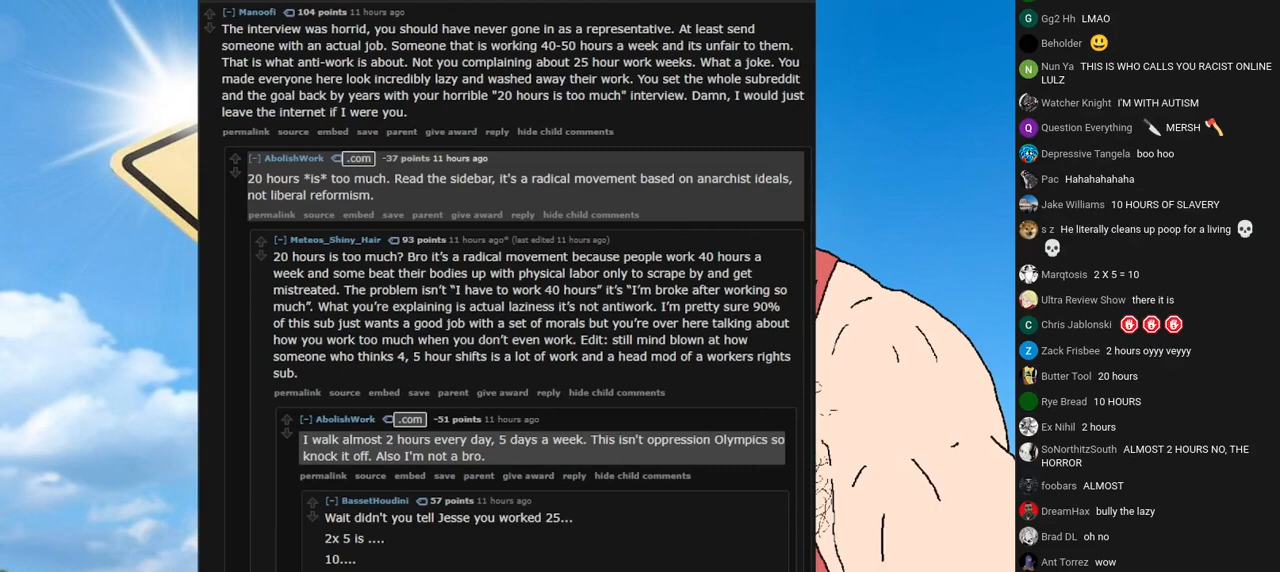 [-] Manoofi 104 points 11 hours ago
The interview was horrid, you should have never gone in as a representative. At least send
someone with an actual job. Someone that is working 40-50 hours a week and its unfair to them.
That is what anti-work is about. Not you complaining about 25 hour work weeks. What a joke. You
made everyone here look incredibly lazy and washed away their work. You set the whole subreddit
and the goal back by years with your horrible "20 hours is too much" interview. Damn, I would just
leave the internet if I were you.
permalink source embed save parent give award reply hide child comments
[-] AbolishWork .com -37 points 11 hours ago
20 hours *is* too much. Read the sidebar, it's a radical movement based on anarchist ideals,
not liberal reformism.
permalink source embed save parent give award reply hide child comments
[-] Meteos_Shiny_Hair 93 points 11 hours ago* (last edited 11 hours ago)
20 hours is too much? Bro it’s a radical movement because people work 40 hours a
week and some beat their bodies up with physical labor only to scrape by and get
mistreated. The problem isn’t “I have to work 40 hours” it’s “I’m broke after working so
much”. What you’re explaining is actual laziness it’s not antiwork. I’m pretty sure 90%
of this sub just wants a good job with a set of morals but you’re over here talking about
how you work too much when you don’t even work. Edit: still mind blown at how
someone who thinks 4, 5 hour shifts is a lot of work and a head mod of a workers rights
sub.
permalink source embed save parent give award reply hide child comments
[-] AbolishWork .com -51 points 11 hours ago
I walk almost 2 hours every day, 5 days a week. This isn't oppression Olympics so
knock it off. Also I'm not a bro.
permalink source embed save parent give award reply hide child comments
[-] BassetHoudini 57 points 11 hours ago
Wait didn't you tell Jesse you worked 25...
2x 5 is ....
10....
Gg2 Hh LMAO
Beholder 😃
Nun Ya THIS IS WHO CALLS YOU RACIST ONLINE
LULZ
Watcher Knight I'M WITH AUTISM
Question Everything 🔪 MERSH 🪓
Depressive Tangela boo hoo
Pac Hahahahahaha
Jake Williams 10 HOURS OF SLAVERY
s z He literally cleans up poop for a living 💀
💀
Marqtosis 2 X 5 = 10
Ultra Review Show there it is
Chris Jablonski
Zack Frisbee 2 hours oyyy veyyy
Butter Tool 20 hours
Rye Bread 10 HOURS
Ex Nihil 2 hours
SoNorthitzSouth ALMOST 2 HOURS NO, THE
HORROR
foobars ALMOST
DreamHax bully the lazy
Brad DL oh no
Ant Torrez wow